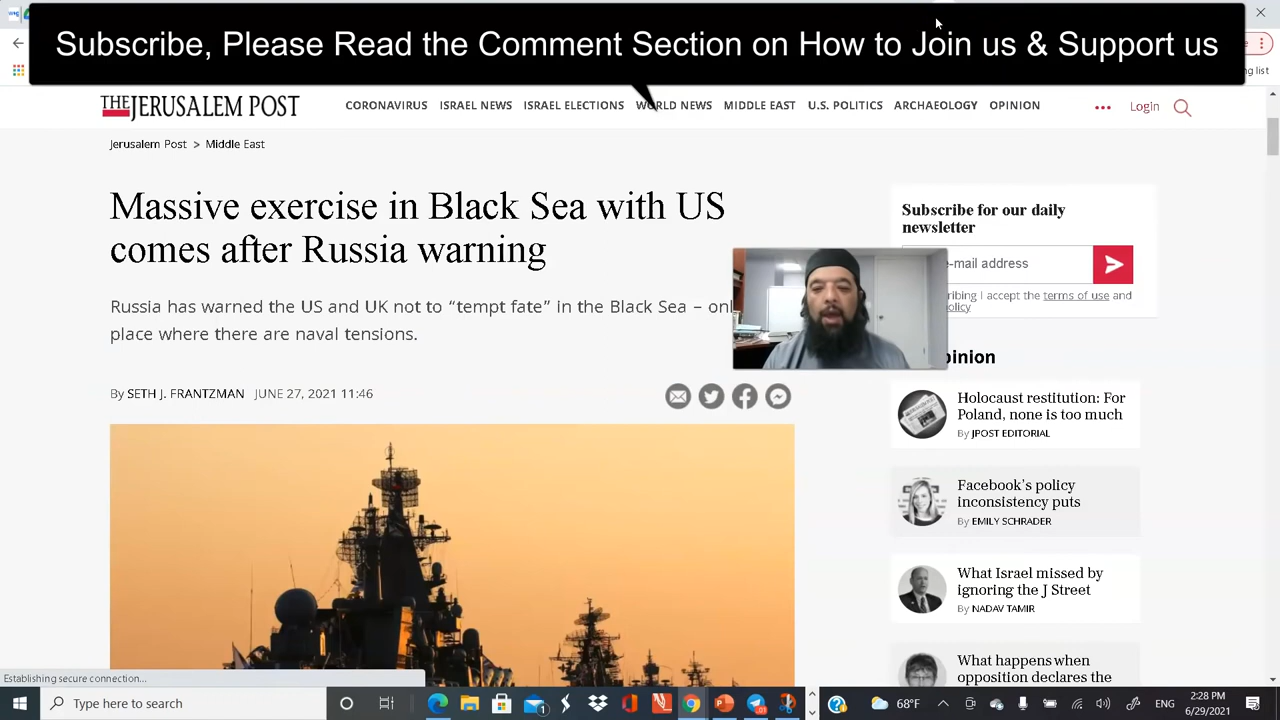 Subscribe, Please Read the Comment Section on How to Join us & Support us
ng list
THE JERUSALEM POST
CORONAVIRUS ISRAEL NEWS ISRAEL ELECTIONS WORLD NEWS MIDDLE EAST U.S. POLITICS ARCHAEOLOGY OPINION
••• Login
Jerusalem Post > Middle East
Massive exercise in Black Sea with US
comes after Russia warning
Russia has warned the US and UK not to “tempt fate” in the Black Sea – onl
place where there are naval tensions.
By SETH J. FRANTZMAN JUNE 27, 2021 11:46
Subscribe for our daily
newsletter
e-mail address
ribing I accept the terms of use and
olicy
pinion
Holocaust restitution: For
Poland, none is too much
By JPOST EDITORIAL
Facebook’s policy
inconsistency puts
By EMILY SCHRADER
What Israel missed by
ignoring the J Street
By NADAV TAMIR
What happens when
opposition declares the
Establishing secure connection...
Type here to search
1
68°F
ENG
2:28 PM
6/29/2021